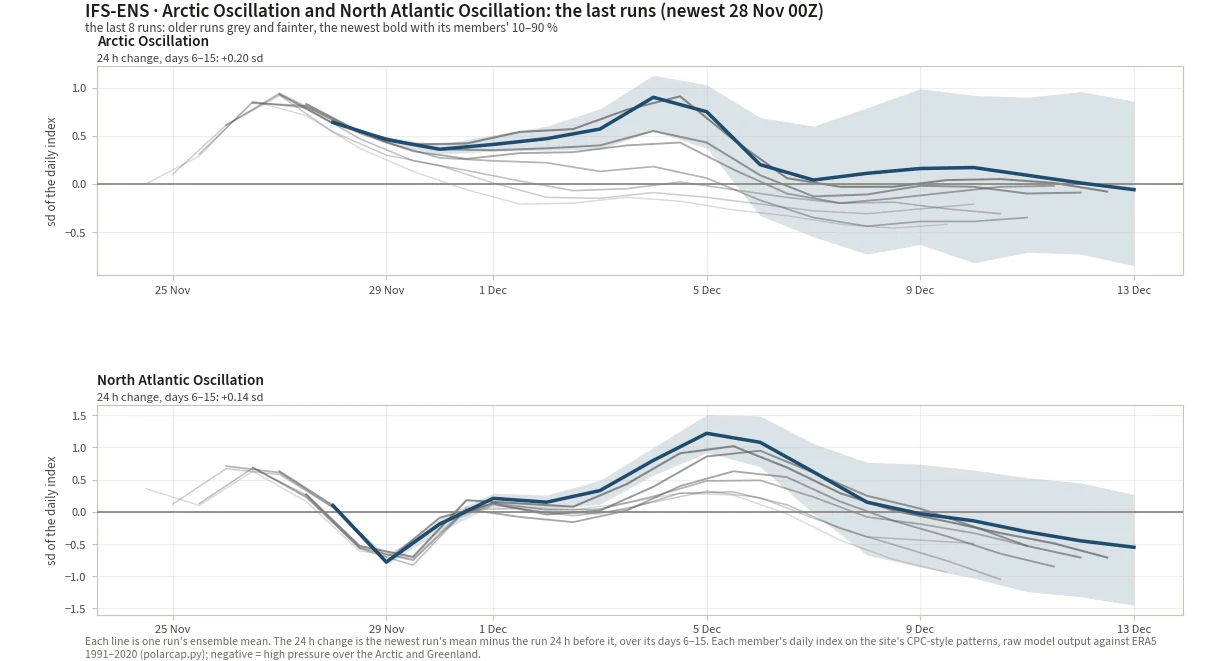 IFS-ENS · Arctic Oscillation and North Atlantic Oscillation: the last runs (newest 28 Nov 00Z)
the last 8 runs: older runs grey and fainter, the newest bold with its members' 10–90 %
Arctic Oscillation
24 h change, days 6–15: +0.20 sd
sd of the daily index
1.0
0.5
0.0
−0.5
25 Nov
29 Nov
1 Dec
5 Dec
9 Dec
13 Dec
North Atlantic Oscillation
24 h change, days 6–15: +0.14 sd
sd of the daily index
1.5
1.0
0.5
0.0
−0.5
−1.0
−1.5
25 Nov
29 Nov
1 Dec
5 Dec
9 Dec
13 Dec
Each line is one run's ensemble mean. The 24 h change is the newest run's mean minus the run 24 h before it, over its days 6–15. Each member's daily index on the site's CPC-style patterns, raw model output against ERA5
1991–2020 (polarcap.py); negative = high pressure over the Arctic and Greenland.